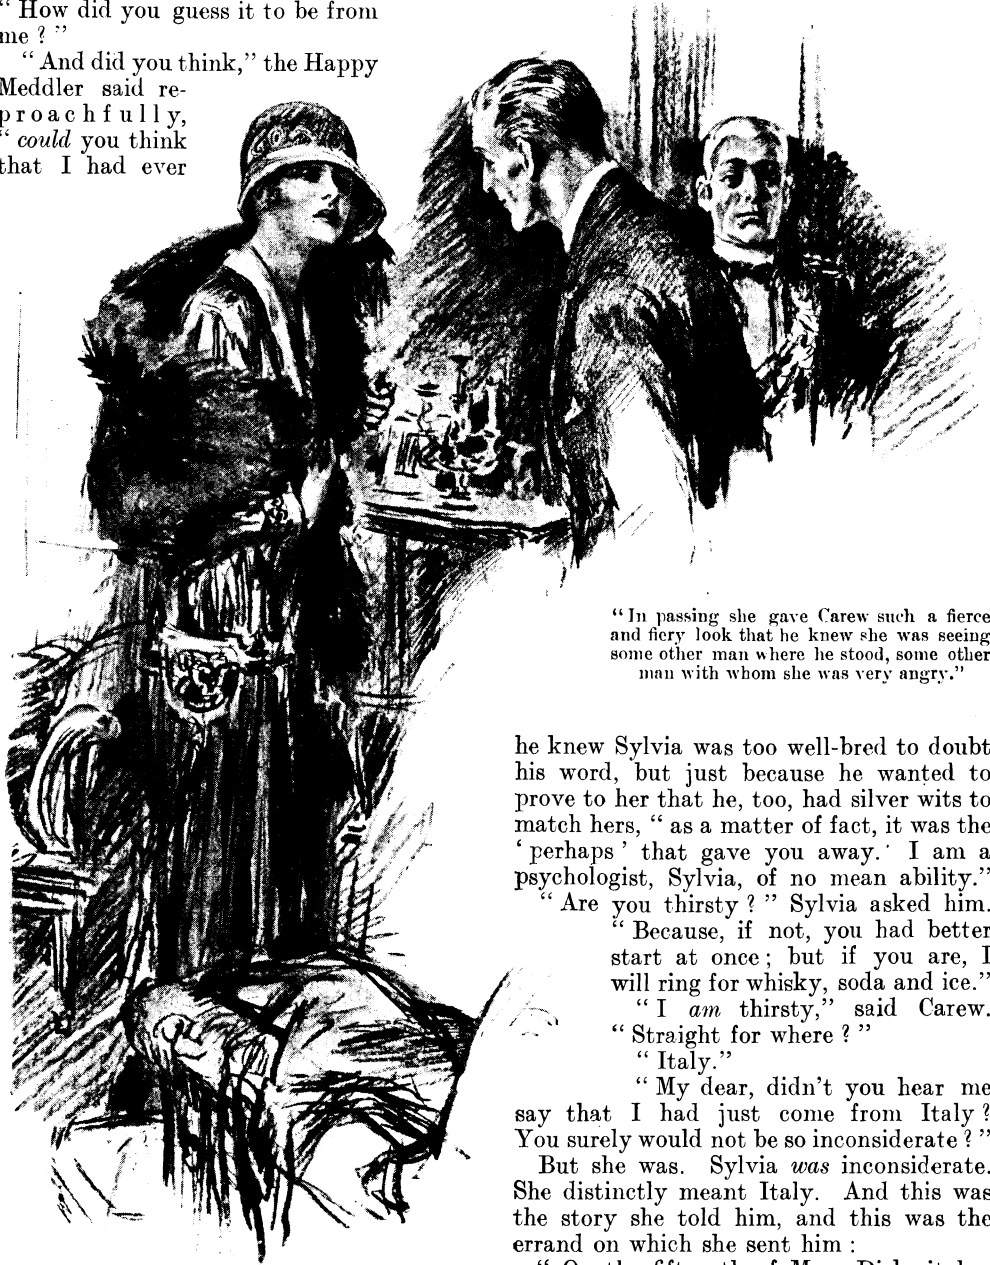 “ How did you guess it to be from
me ? ”
“ And did you think,” the Happy
Meddler said re-
proachfully,
“ could you think
that I had ever
“ In passing she gave Carew such a fierce
and fiery look that he knew she was seeing
some other man where he stood, some other
man with whom she was very angry.”
he knew Sylvia was too well-bred to doubt
his word, but just because he wanted to
prove to her that he, too, had silver wits to
match hers, “ as a matter of fact, it was the
‘ perhaps ’ that gave you away. I am a
psychologist, Sylvia, of no mean ability.”
“ Are you thirsty ? ” Sylvia asked him.
“ Because, if not, you had better
start at once ; but if you are, I
will ring for whisky, soda and ice.”
“ I am thirsty,” said Carew.
“ Straight for where ? ”
“ Italy.”
“ My dear, didn’t you hear me
say that I had just come from Italy ?
You surely would not be so inconsiderate ? ”
But she was. Sylvia was inconsiderate.
She distinctly meant Italy. And this was
the story she told him, and this was the
errand on which she sent him :